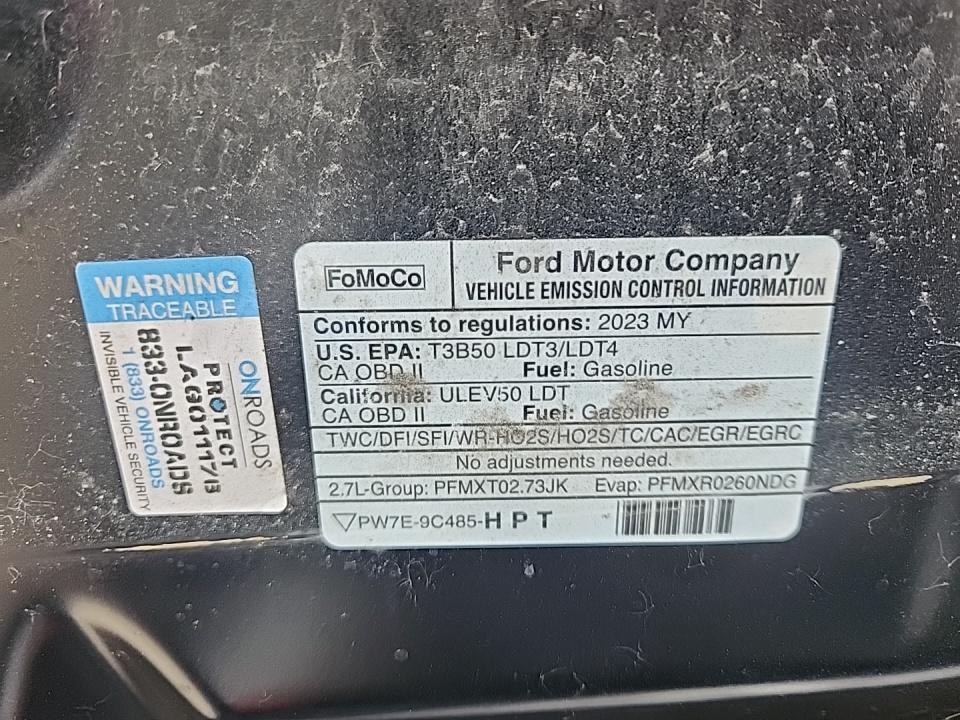 WARNING
TRACEABLE
ONROADS
PROTECT
833-ONROADS
1 (833) ONROADS
INVISIBLE VEHICLE SECURITY
FoMoCo
Ford Motor Company
VEHICLE EMISSION CONTROL INFORMATION
Conforms to regulations: 2023 MY
U.S. EPA: T3B50 LDT3/LDT4
CA OBD II Fuel: Gasoline
California: ULEV50 LDT
CA OBD II Fuel: Gasoline
TWC/DFI/SFI/WR-HO2S/HO2S/TC/CAC/EGR/EGRC
No adjustments needed.
2.7L-Group: PFMXT02.73JK Evap: PFMXR0260NDG
PW7E-9C485-H P T